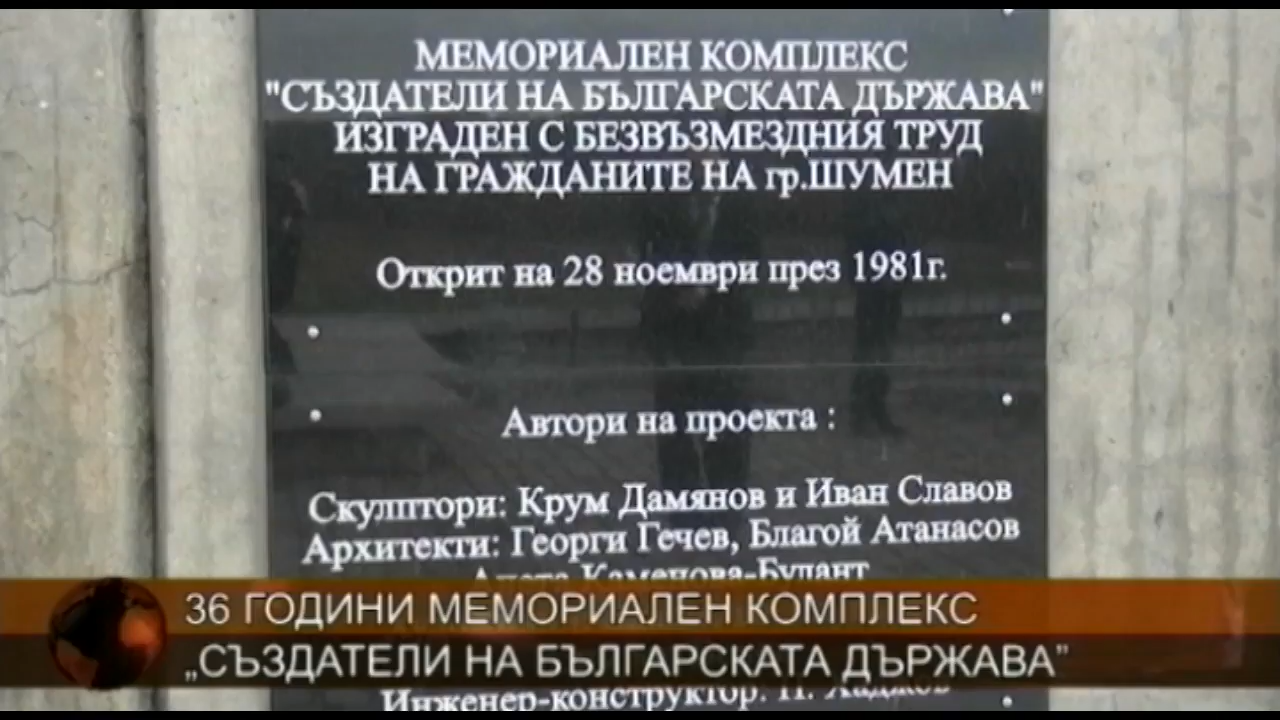 МЕМОРИАЛЕН КОМПЛЕКС
"СЪЗДАТЕЛИ НА БЪЛГАРСКАТА ДЪРЖАВА"
ИЗГРАДЕН С БЕЗВЪЗМЕЗДНИЯ ТРУД
НА ГРАЖДАНИТЕ НА гр.ШУМЕН
Открит на 28 ноември през 1981г.
Автори на проекта :
Скулптори: Крум Дамянов и Иван Славов
Архитекти: Георги Гечев, Благой Атанасов
Каменова-Булант
36 ГОДИНИ МЕМОРИАЛЕН КОМПЛЕКС
„СЪЗДАТЕЛИ НА БЪЛГАРСКАТА ДЪРЖАВА”
Инженер-конструктор: